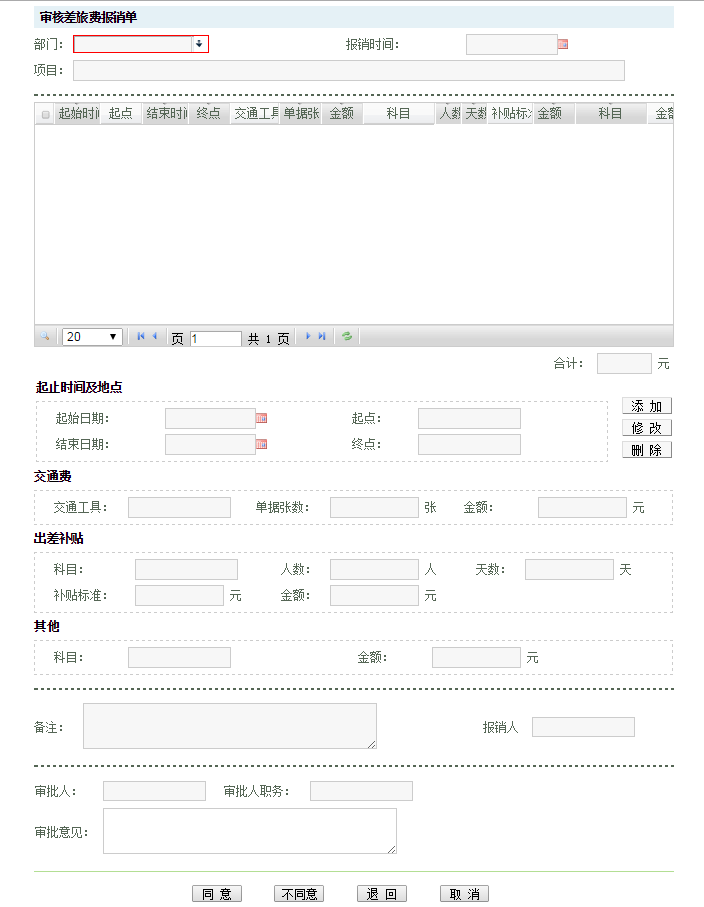 审核差旅费报销单
部门： 报销时间：
项目：
起始时间 起点 结束时间 终点 交通工具 单据张 金额 科目 人数 天数 补贴标准 金额 科目 金额
20 页 1 共 1 页
合计： 元
起止时间及地点
起始日期： 起点： 添 加
结束日期： 终点： 修 改
删 除
交通费
交通工具： 单据张数： 张 金额： 元
出差补贴
科目： 人数： 人 天数： 天
补贴标准： 元 金额： 元
其他
科目： 金额： 元
备注： 报销人
审批人： 审批人职务：
审批意见：
同 意 不同意 退 回 取 消